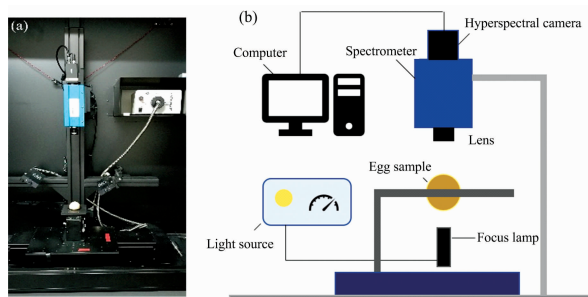 (a)
(b)
Hyperspectral camera
Spectrometer
Computer
Lens
Egg sample
Light source
Focus lamp